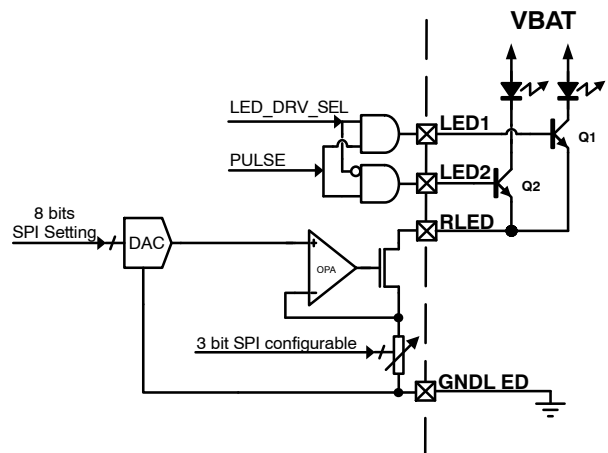 VBAT
LED_DRV_SEL
LED1
Q1
PULSE
LED2
Q2
8 bits
SPI Setting
DAC
RLED
+
OPA
−
3 bit SPI configurable
GNDL ED